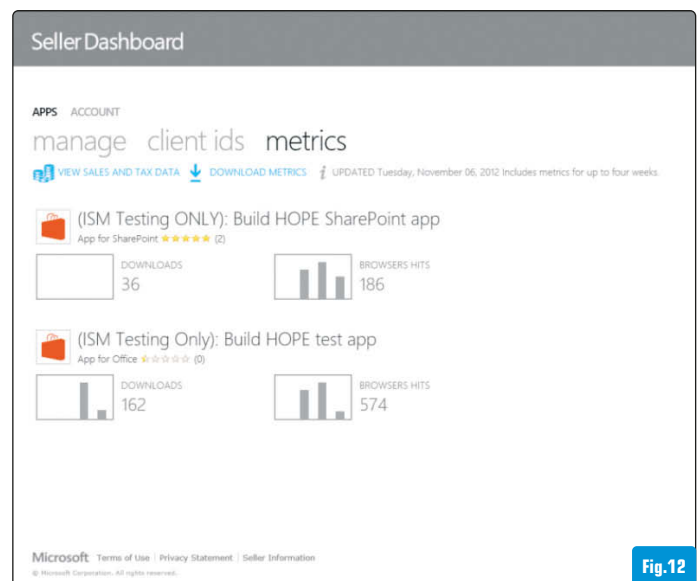 Seller Dashboard
APPS ACCOUNT
manage client ids metrics
VIEW SALES AND TAX DATA DOWNLOAD METRICS i UPDATED Tuesday, November 06, 2012 Includes metrics for up to four weeks.
(ISM Testing ONLY): Build HOPE SharePoint app
App for SharePoint (2)
DOWNLOADS BROWSERS HITS
36 186
(ISM Testing Only): Build HOPE test app
App for Office (0)
DOWNLOADS BROWSERS HITS
162 574
Microsoft Terms of Use | Privacy Statement | Seller Information
© Microsoft Corporation. All rights reserved.
Fig.12